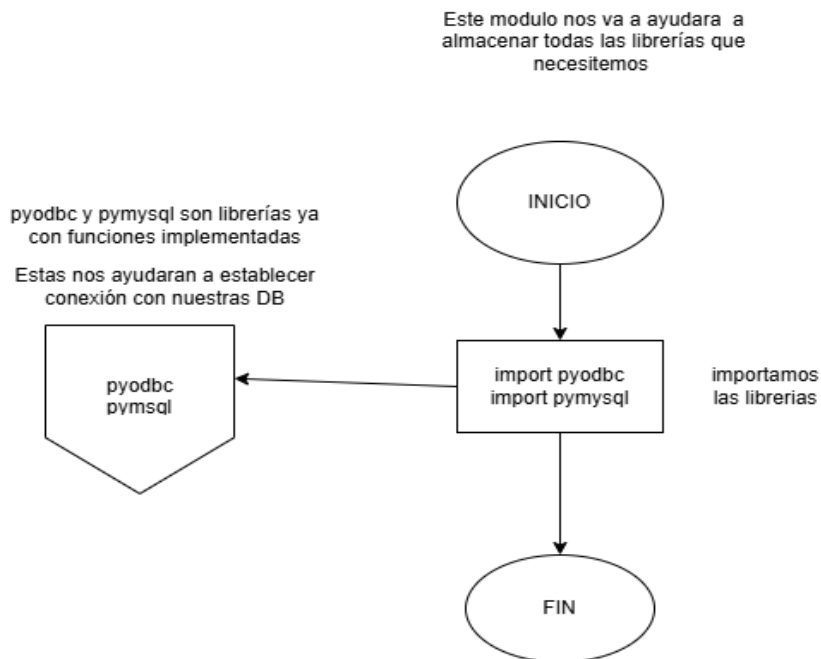 Este modulo nos va a ayudara a
almacenar todas las librerías que
necesitemos
INICIO
pyodbc y pymysql son librerías ya
con funciones implementadas
Estas nos ayudaran a establecer
conexión con nuestras DB
pyodbc
pymsql
import pyodbc
import pymysql
importamos
las librerias
FIN